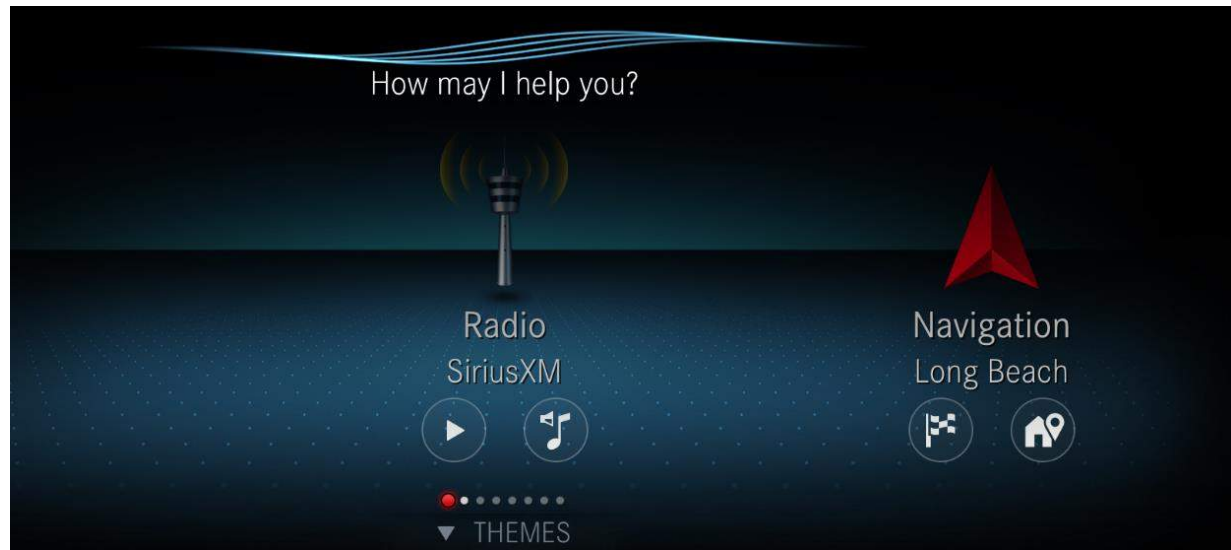 How may I help you?
Radio
SiriusXM
Navigation
Long Beach
THEMES